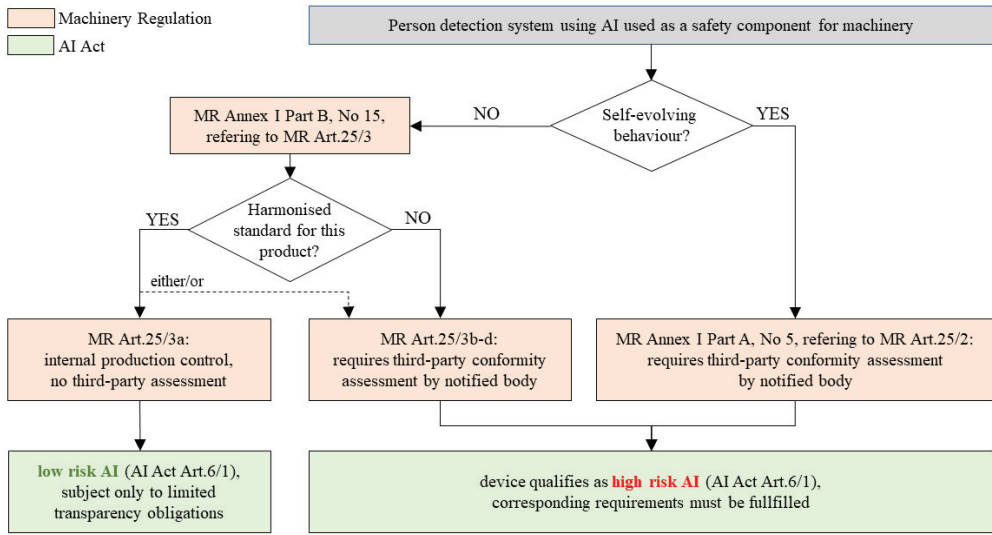 Machinery Regulation
AI Act
Person detection system using AI used as a safety component for machinery
Self-evolving
behaviour?
NO
YES
MR Annex I Part B, No 15,
refering to MR Art.25/3
Harmonised
standard for this
product?
YES
NO
either/or
MR Art.25/3a:
internal production control,
no third-party assessment
MR Art.25/3b-d:
requires third-party conformity
assessment by notified body
MR Annex I Part A, No 5, refering to MR Art.25/2:
requires third-party conformity assessment
by notified body
low risk AI (AI Act Art.6/1),
subject only to limited
transparency obligations
device qualifies as high risk AI (AI Act Art.6/1),
corresponding requirements must be fullfilled